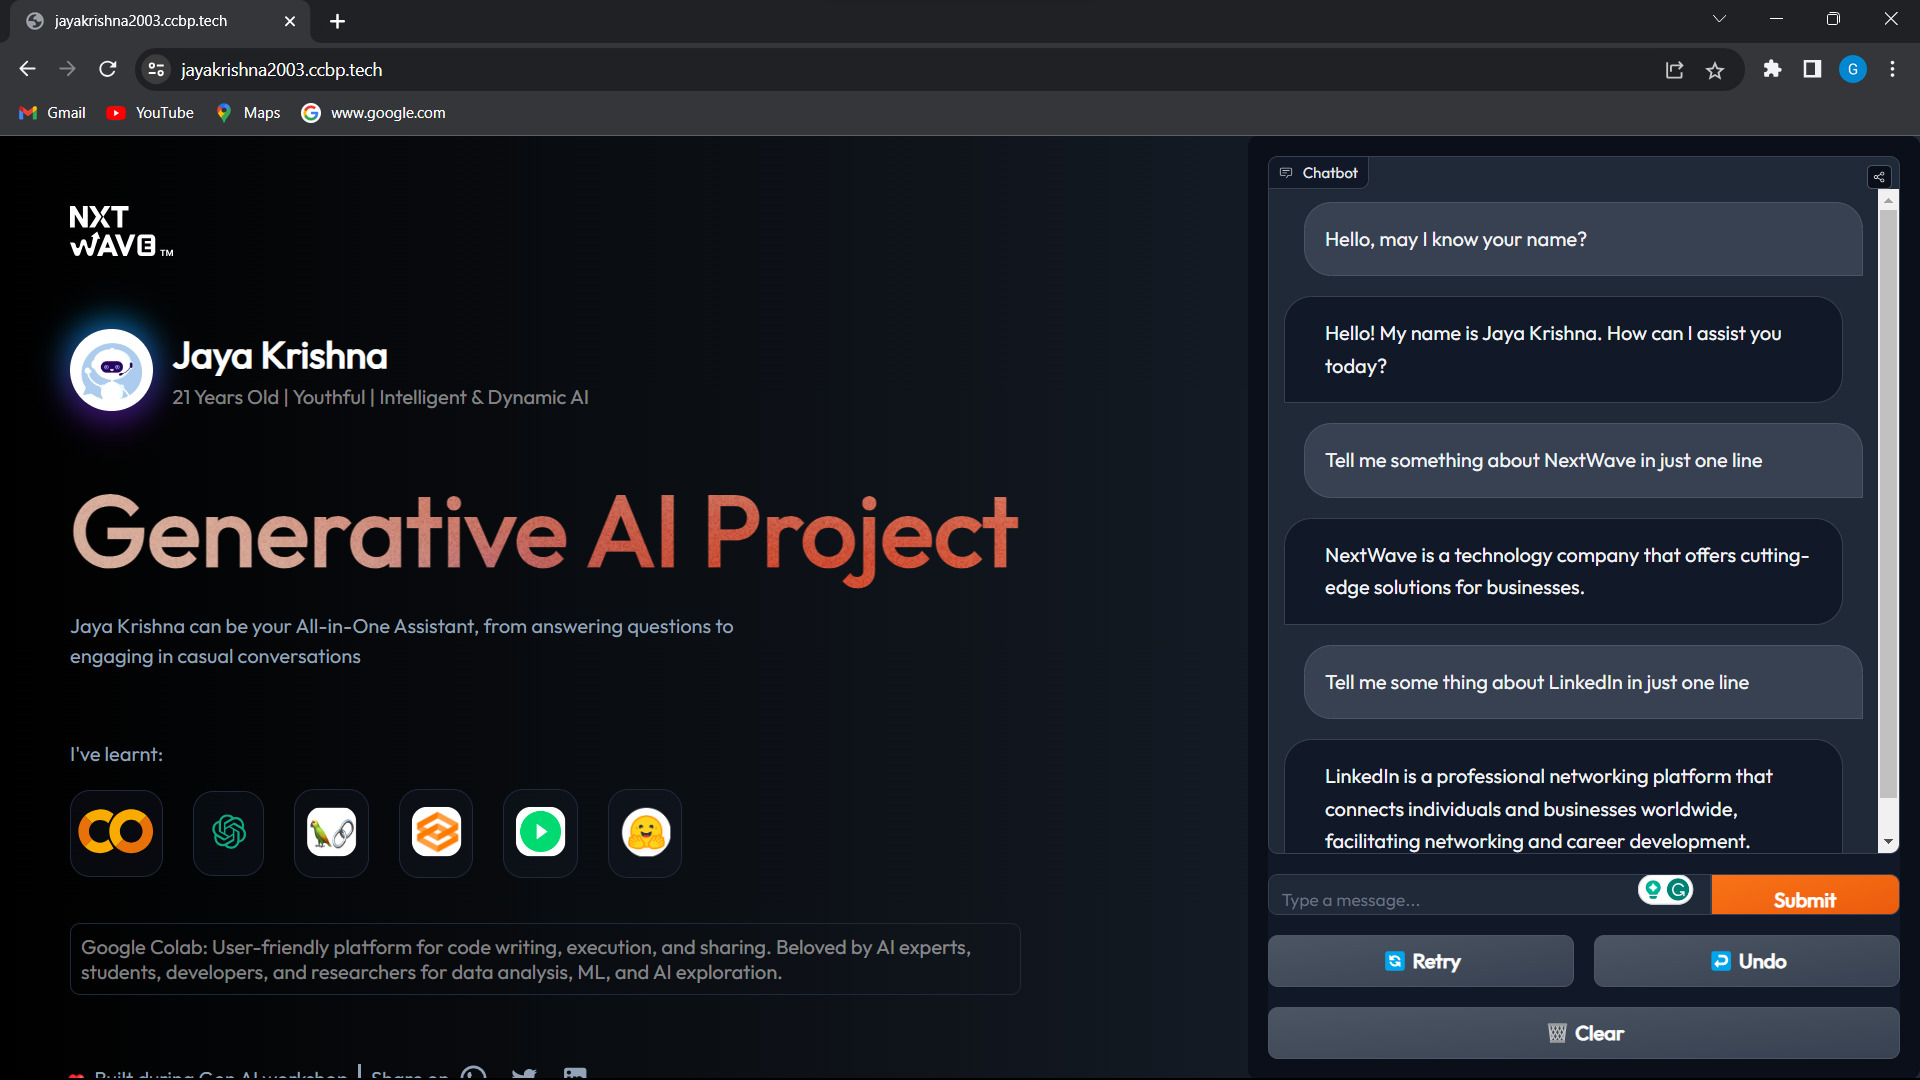 jayakrishna2003.ccbp.tech
jayakrishna2003.ccbp.tech
G
Gmail
YouTube
Maps
www.google.com
NXT
WAVE TM
Jaya Krishna
21 Years Old | Youthful | Intelligent & Dynamic AI
Generative AI Project
Jaya Krishna can be your All-in-One Assistant, from answering questions to
engaging in casual conversations
I've learnt:
Google Colab: User-friendly platform for code writing, execution, and sharing. Beloved by AI experts,
students, developers, and researchers for data analysis, ML, and AI exploration.
Built during Gen AI workshop | Share on
Chatbot
Hello, may I know your name?
Hello! My name is Jaya Krishna. How can I assist you
today?
Tell me something about NextWave in just one line
NextWave is a technology company that offers cutting-
edge solutions for businesses.
Tell me some thing about LinkedIn in just one line
LinkedIn is a professional networking platform that
connects individuals and businesses worldwide,
facilitating networking and career development.
Type a message...
Submit
Retry
Undo
Clear